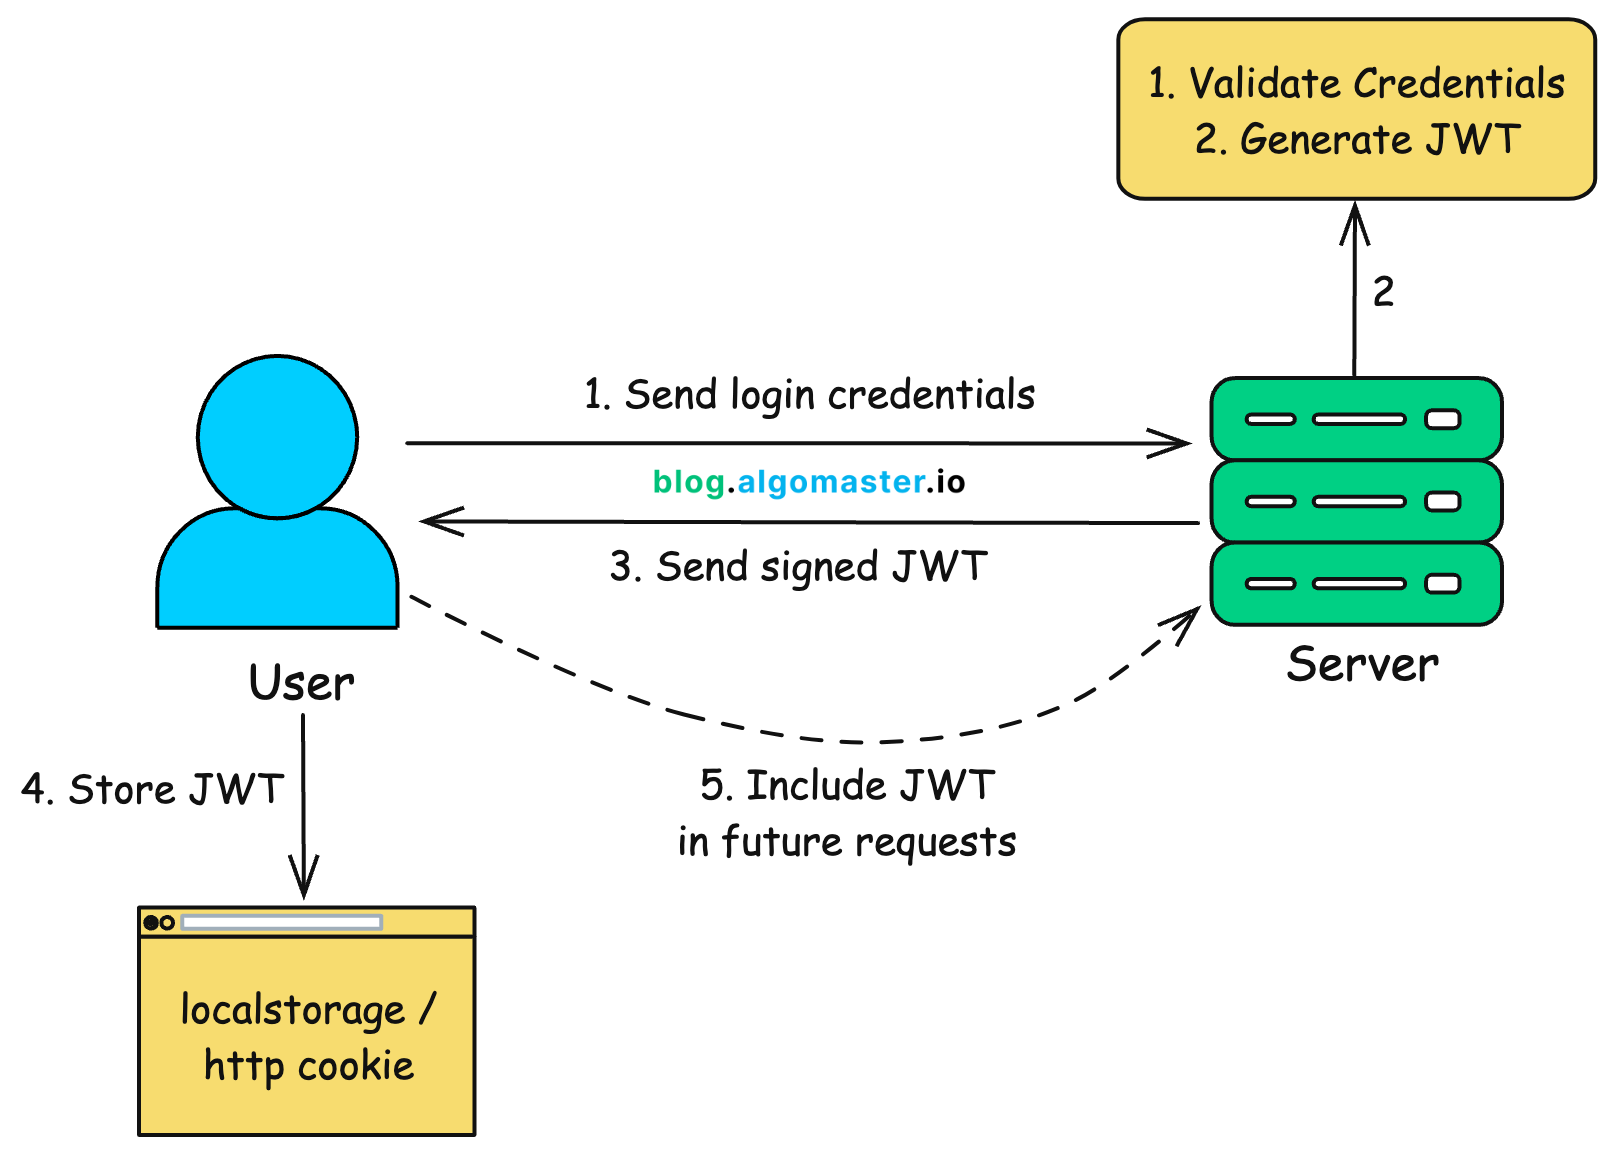 1. Validate Credentials
2. Generate JWT
2
1. Send login credentials
blog.algomaster.io
3. Send signed JWT
User
Server
4. Store JWT
5. Include JWT
in future requests
localstorage /
http cookie